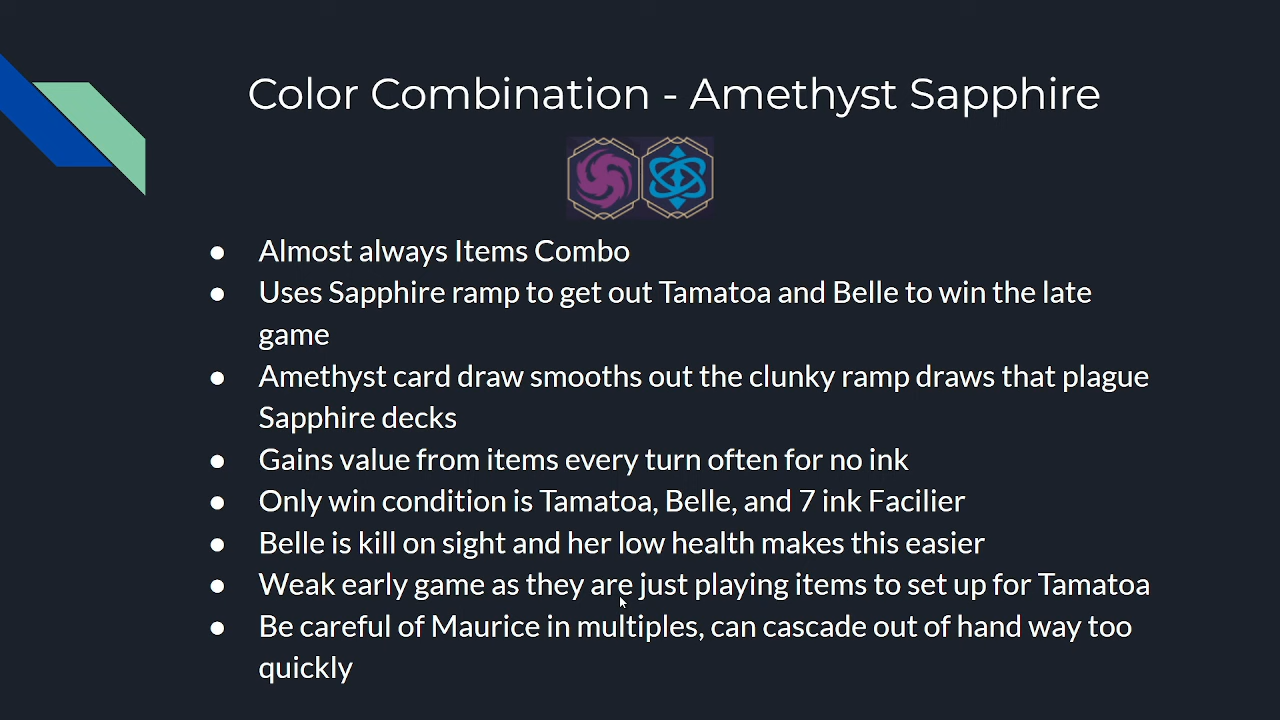 Color Combination - Amethyst Sapphire
● Almost always Items Combo
● Uses Sapphire ramp to get out Tamatoa and Belle to win the late
game
● Amethyst card draw smooths out the clunky ramp draws that plague
Sapphire decks
● Gains value from items every turn often for no ink
● Only win condition is Tamatoa, Belle, and 7 ink Facilier
● Belle is kill on sight and her low health makes this easier
● Weak early game as they are just playing items to set up for Tamatoa
● Be careful of Maurice in multiples, can cascade out of hand way too
quickly